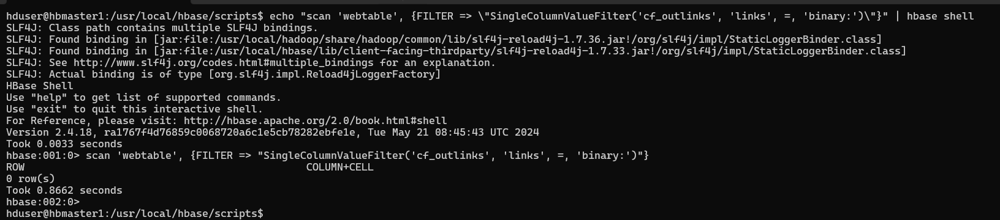 hduser@hbmaster1:/usr/local/hbase/scripts$ echo "scan 'webtable', {FILTER => \"SingleColumnValueFilter('cf_outlinks', 'links', =, 'binary:')\"}" | hbase shell
SLF4J: Class path contains multiple SLF4J bindings.
SLF4J: Found binding in [jar:file:/usr/local/hadoop/share/hadoop/common/lib/slf4j-reload4j-1.7.36.jar!/org/slf4j/impl/StaticLoggerBinder.class]
SLF4J: Found binding in [jar:file:/usr/local/hbase/lib/client-facing-thirdparty/slf4j-reload4j-1.7.33.jar!/org/slf4j/impl/StaticLoggerBinder.class]
SLF4J: See http://www.slf4j.org/codes.html#multiple_bindings for an explanation.
SLF4J: Actual binding is of type [org.slf4j.impl.Reload4jLoggerFactory]
HBase Shell
Use "help" to get list of supported commands.
Use "exit" to quit this interactive shell.
For Reference, please visit: http://hbase.apache.org/2.0/book.html#shell
Version 2.4.18, ra1767f4d76859c0068720a6c1e5cb78282ebfe1e, Tue May 21 08:45:43 UTC 2024
Took 0.0033 seconds
hbase:001:0> scan 'webtable', {FILTER => "SingleColumnValueFilter('cf_outlinks', 'links', =, 'binary:')"}
ROW COLUMN+CELL
0 row(s)
Took 0.8662 seconds
hbase:002:0>
hduser@hbmaster1:/usr/local/hbase/scripts$